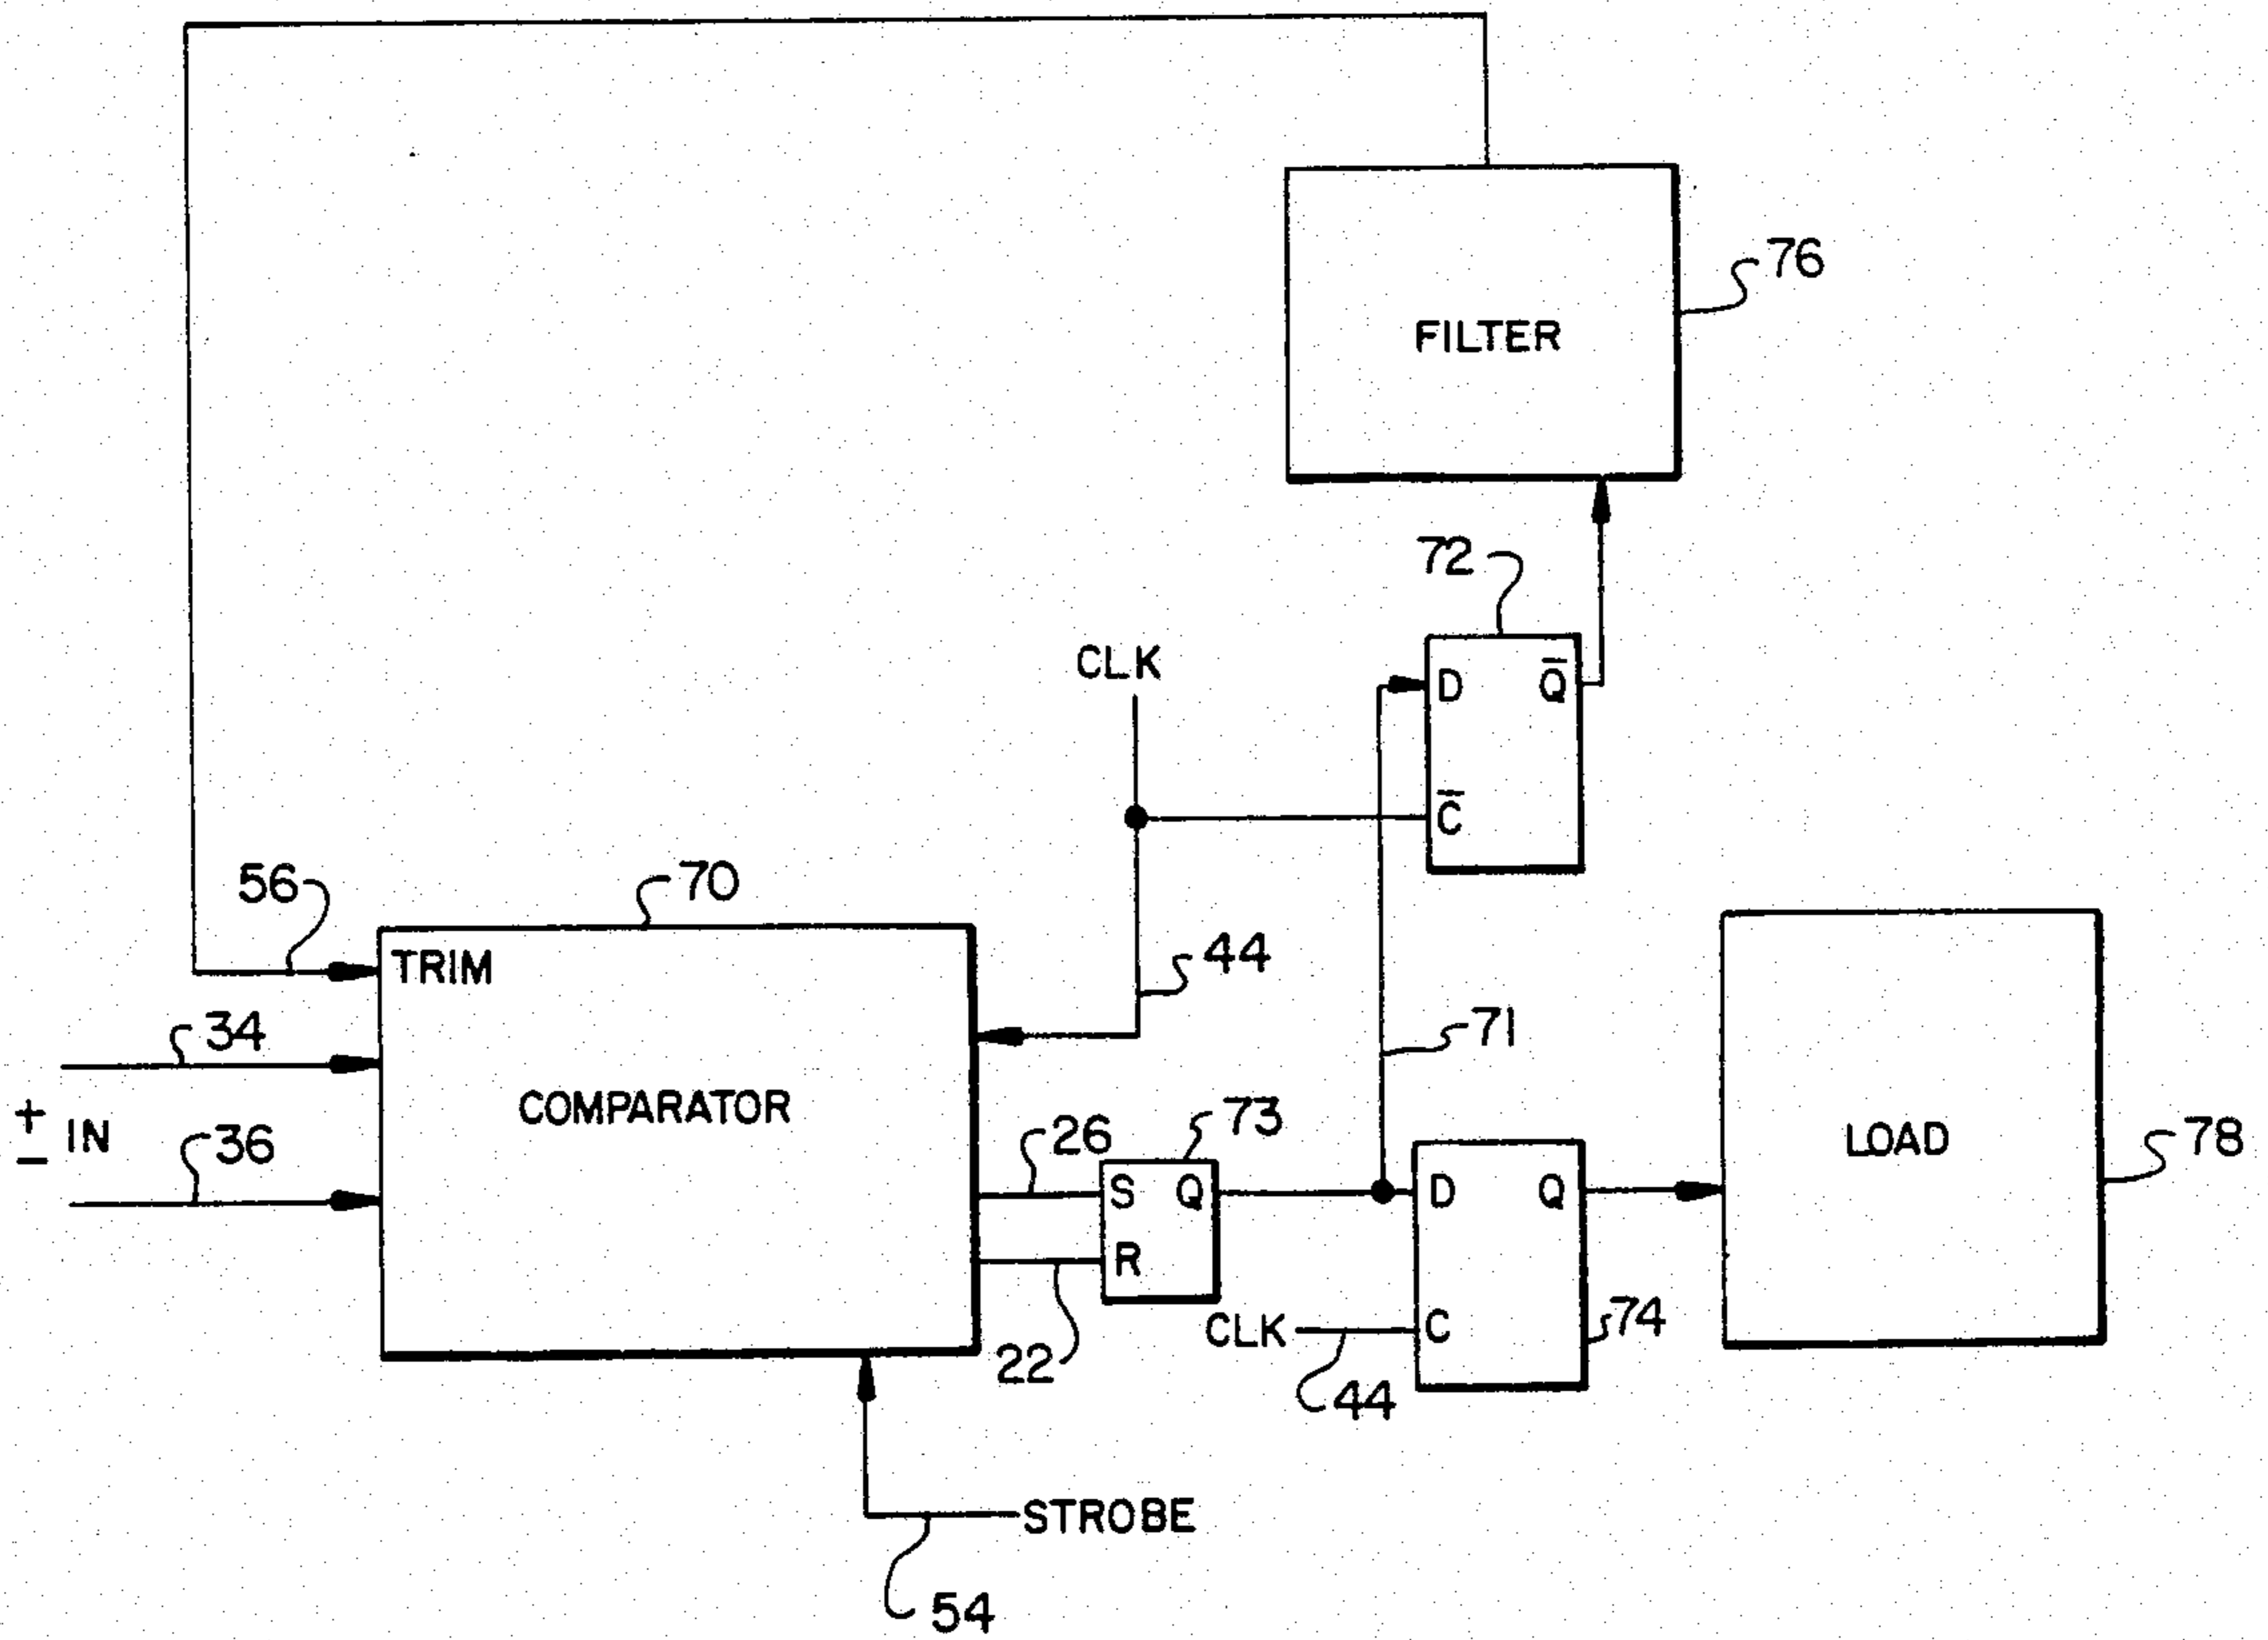 76
FILTER
72
CLK
D Q̅
C̅
56
70
TRIM
44
34
71
COMPARATOR
73
+ IN −
36
26
LOAD
78
S Q
D Q
R
CLK
C
74
22
44
STROBE
54